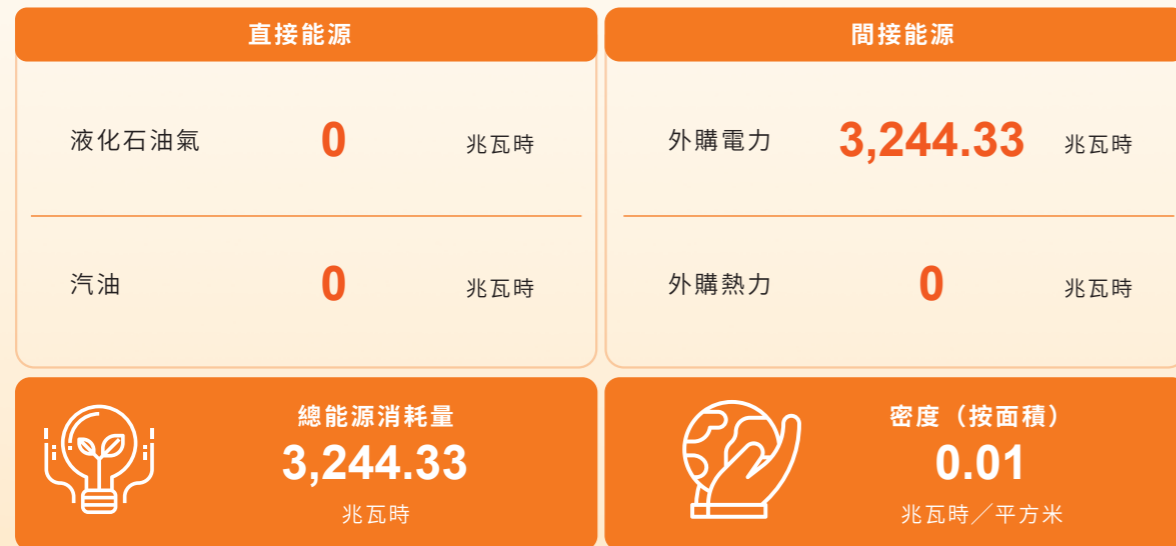 直接能源
液化石油氣 0 兆瓦時
汽油 0 兆瓦時
間接能源
外購電力 3,244.33 兆瓦時
外購熱力 0 兆瓦時
總能源消耗量
3,244.33
兆瓦時
密度（按面積）
0.01
兆瓦時／平方米